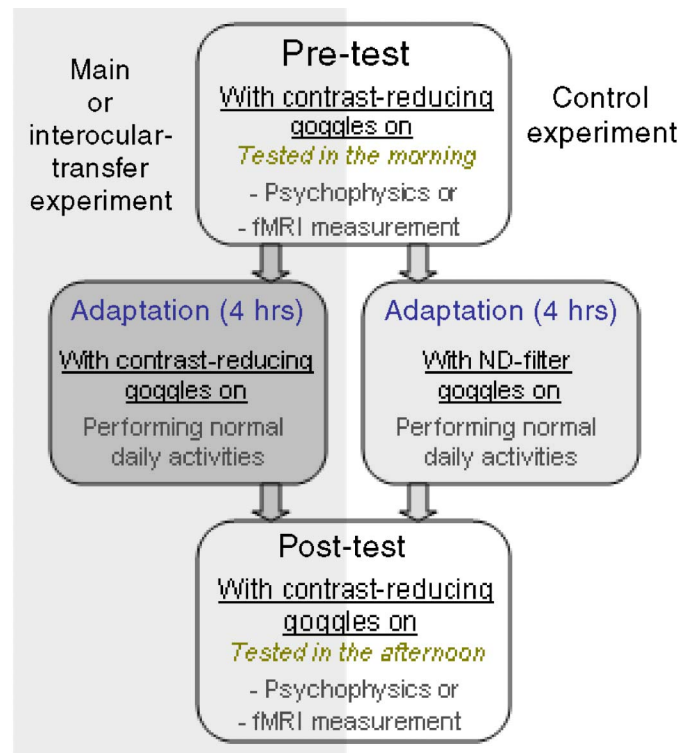 Main
or
interocular-
transfer
experiment
Pre-test
With contrast-reducing
goggles on
Tested in the morning
- Psychophysics or
- fMRI measurement
Control
experiment
Adaptation (4 hrs)
With contrast-reducing
goggles on
Performing normal
daily activities
Adaptation (4 hrs)
With ND-filter
goggles on
Performing normal
daily activities
Post-test
With contrast-reducing
goggles on
Tested in the afternoon
- Psychophysics or
- fMRI measurement